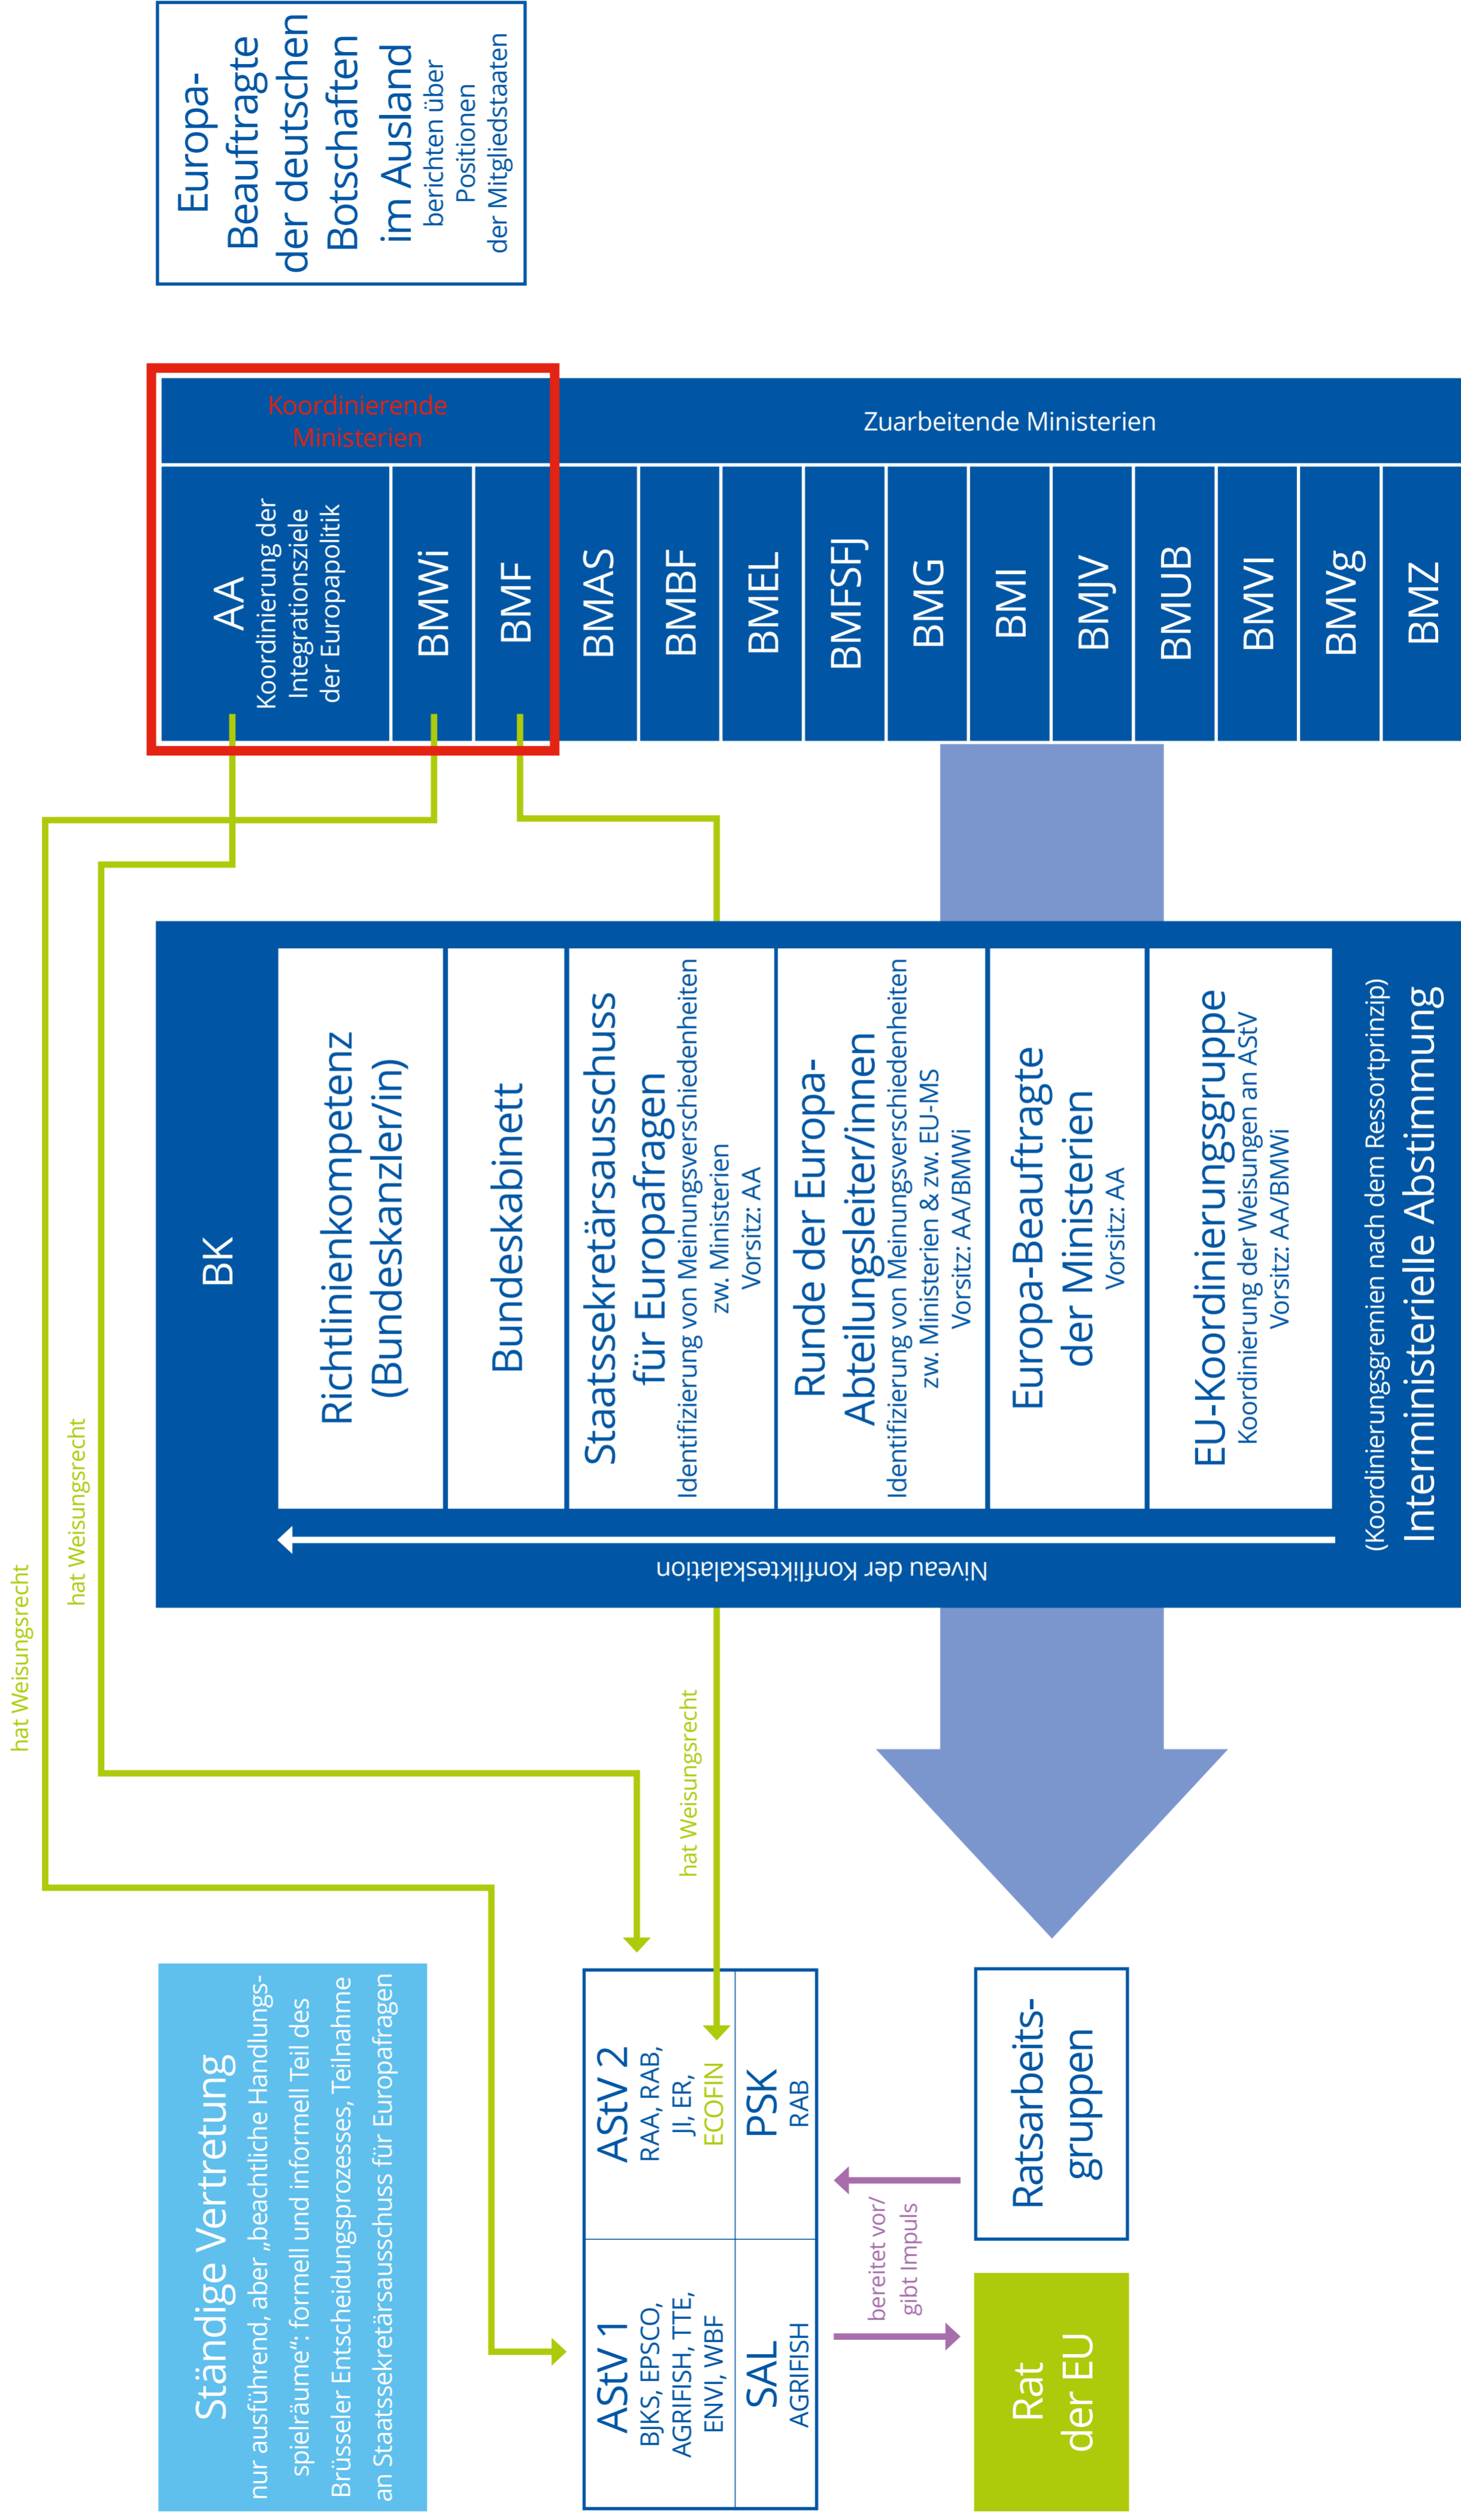 Ständige Vertretung
nur ausführend, aber „beachtliche Handlungs-
spielräume“: formell und informell Teil des
Brüsseler Entscheidungsprozesses, Teilnahme
an Staatssekretärsausschuss für Europafragen
hat Weisungsrecht
hat Weisungsrecht
BK
Richtlinienkompetenz
(Bundeskanzler/in)
Bundeskabinett
Staatssekretärsausschuss
für Europafragen
Identifizierung von Meinungsverschiedenheiten
zw. Ministerien
Vorsitz: AA
Runde der Europa-
Abteilungsleiter/innen
Identifizierung von Meinungsverschiedenheiten
zw. Ministerien & zw. EU-MS
Vorsitz: AA/BMWi
Europa-Beauftragte
der Ministerien
Vorsitz: AA
EU-Koordinierungsgruppe
Koordinierung der Weisungen an AStV
Vorsitz: AA/BMWi
(Koordinierungsgremien nach dem Ressortprinzip)
Interministerielle Abstimmung
Niveau der Konflikteskalation
Koordinierende
Ministerien
AA
Koordinierung der
Integrationsziele
der Europapolitik
BMWi
BMF
Zuarbeitende Ministerien
BMAS
BMBF
BMEL
BMFSFJ
BMG
BMI
BMJV
BMUB
BMVI
BMVg
BMZ
Europa-
Beauftragte
der deutschen
Botschaften
im Ausland
berichten über
Positionen
der Mitgliedstaaten
hat Weisungsrecht
AStV 1
BJKS, EPSCO,
AGRIFISH, TTE,
ENVI, WBF
AStV 2
RAA, RAB,
JI, ER,
ECOFIN
SAL
AGRIFISH
PSK
RAB
bereitet vor/
gibt Impuls
Rat
der EU
Ratsarbeits-
gruppen